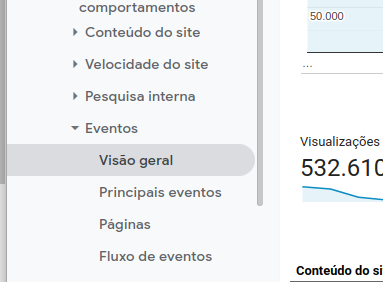 comportamentos
Conteúdo do site
Velocidade do site
Pesquisa interna
Eventos
Visão geral
Principais eventos
Páginas
Fluxo de eventos
50.000
...
Visualizações
532.610
Conteúdo do si